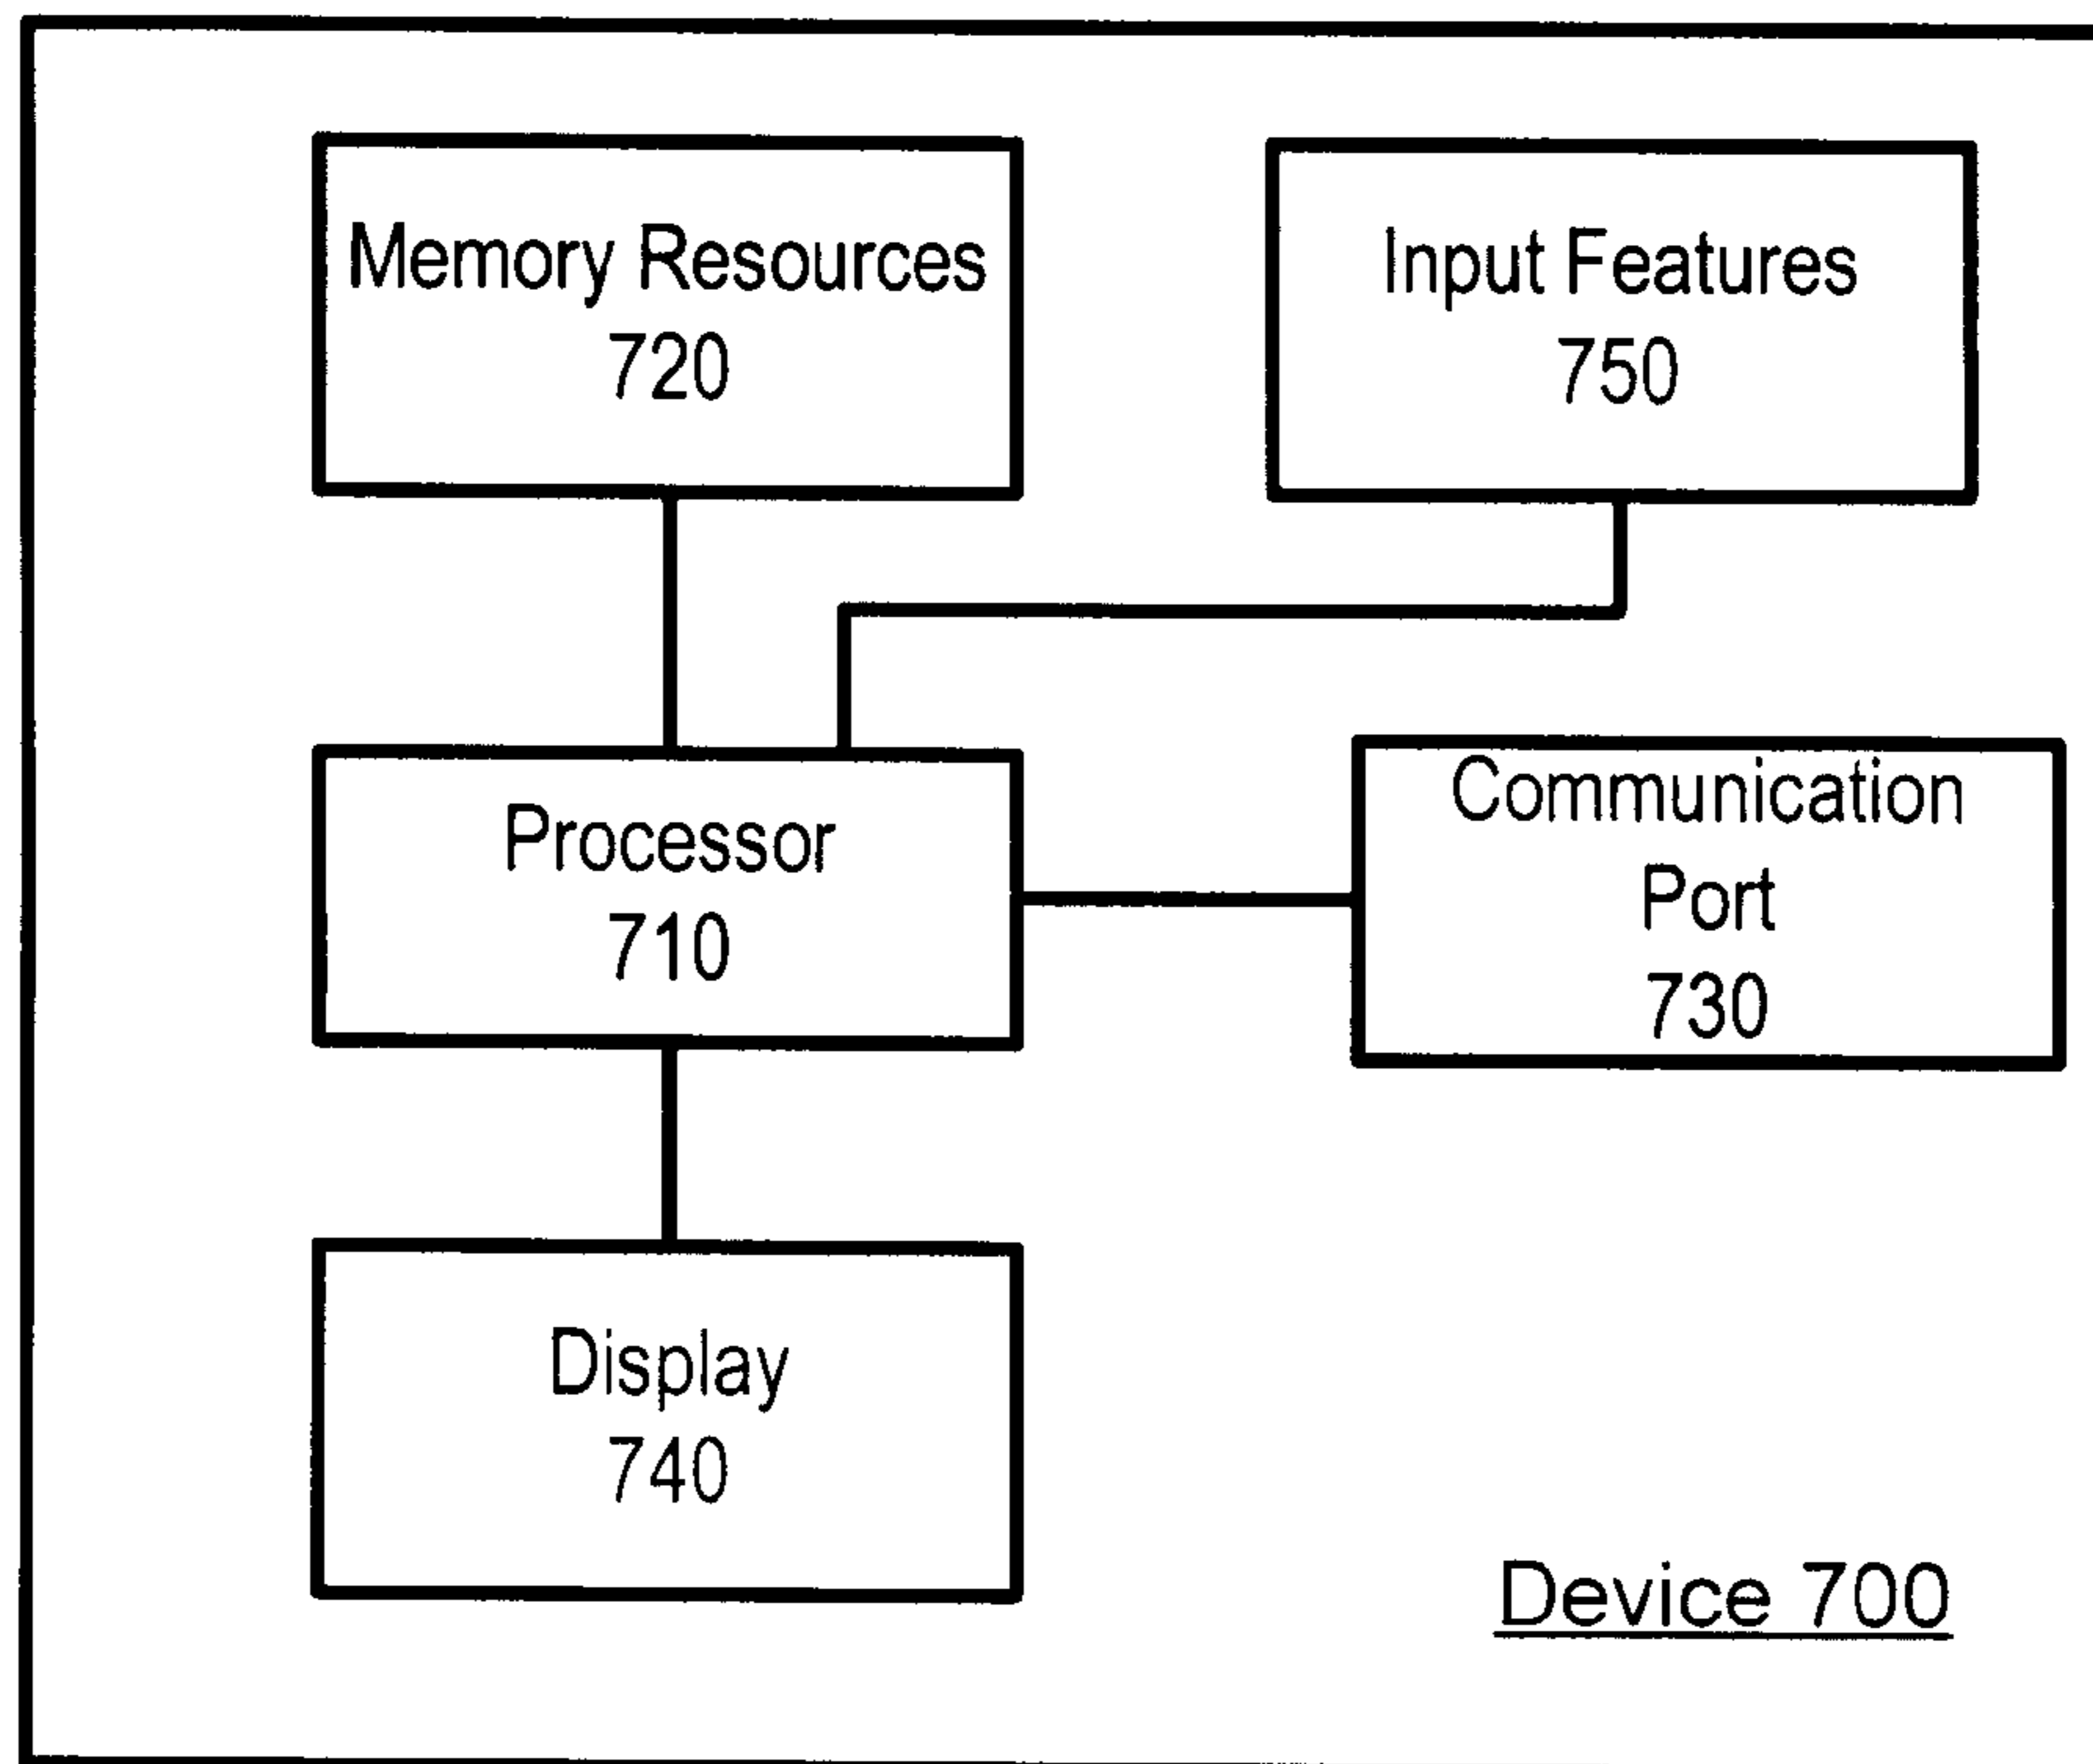 Memory Resources
720
Input Features
750
Processor
710
Communication
Port
730
Display
740
Device 700